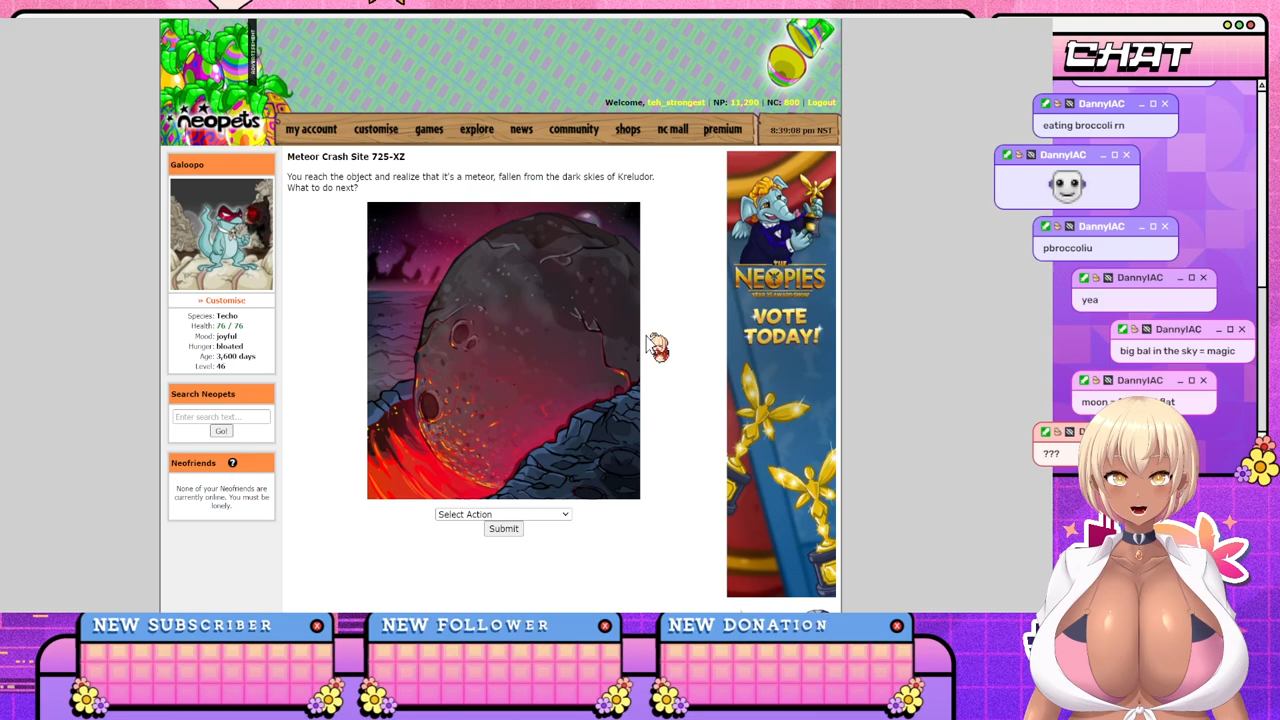 ADVERTISEMENT
neopets
Welcome, teh_strongest | NP: 11,290 | NC: 800 | Logout
my account
customise
games
explore
news
community
shops
nc mall
premium
8:39:08 pm NST
Galoopo
» Customise
Species: Techo
Health: 76 / 76
Mood: joyful
Hunger: bloated
Age: 3,600 days
Level: 46
Search Neopets
Enter search text...
Go!
Neofriends ?
None of your Neofriends are
currently online. You must be
lonely.
Meteor Crash Site 725-XZ
You reach the object and realize that it's a meteor, fallen from the dark skies of Kreludor.
What to do next?
Select Action
Submit
THE
NEOPIES
VOTE
TODAY!
CHAT
DannyIAC
eating broccoli rn
DannyIAC
DannyIAC
pbroccoliu
DannyIAC
yea
DannyIAC
big bal in the sky = magic
DannyIAC
moon =
???
NEW SUBSCRIBER
NEW FOLLOWER
NEW DONATION